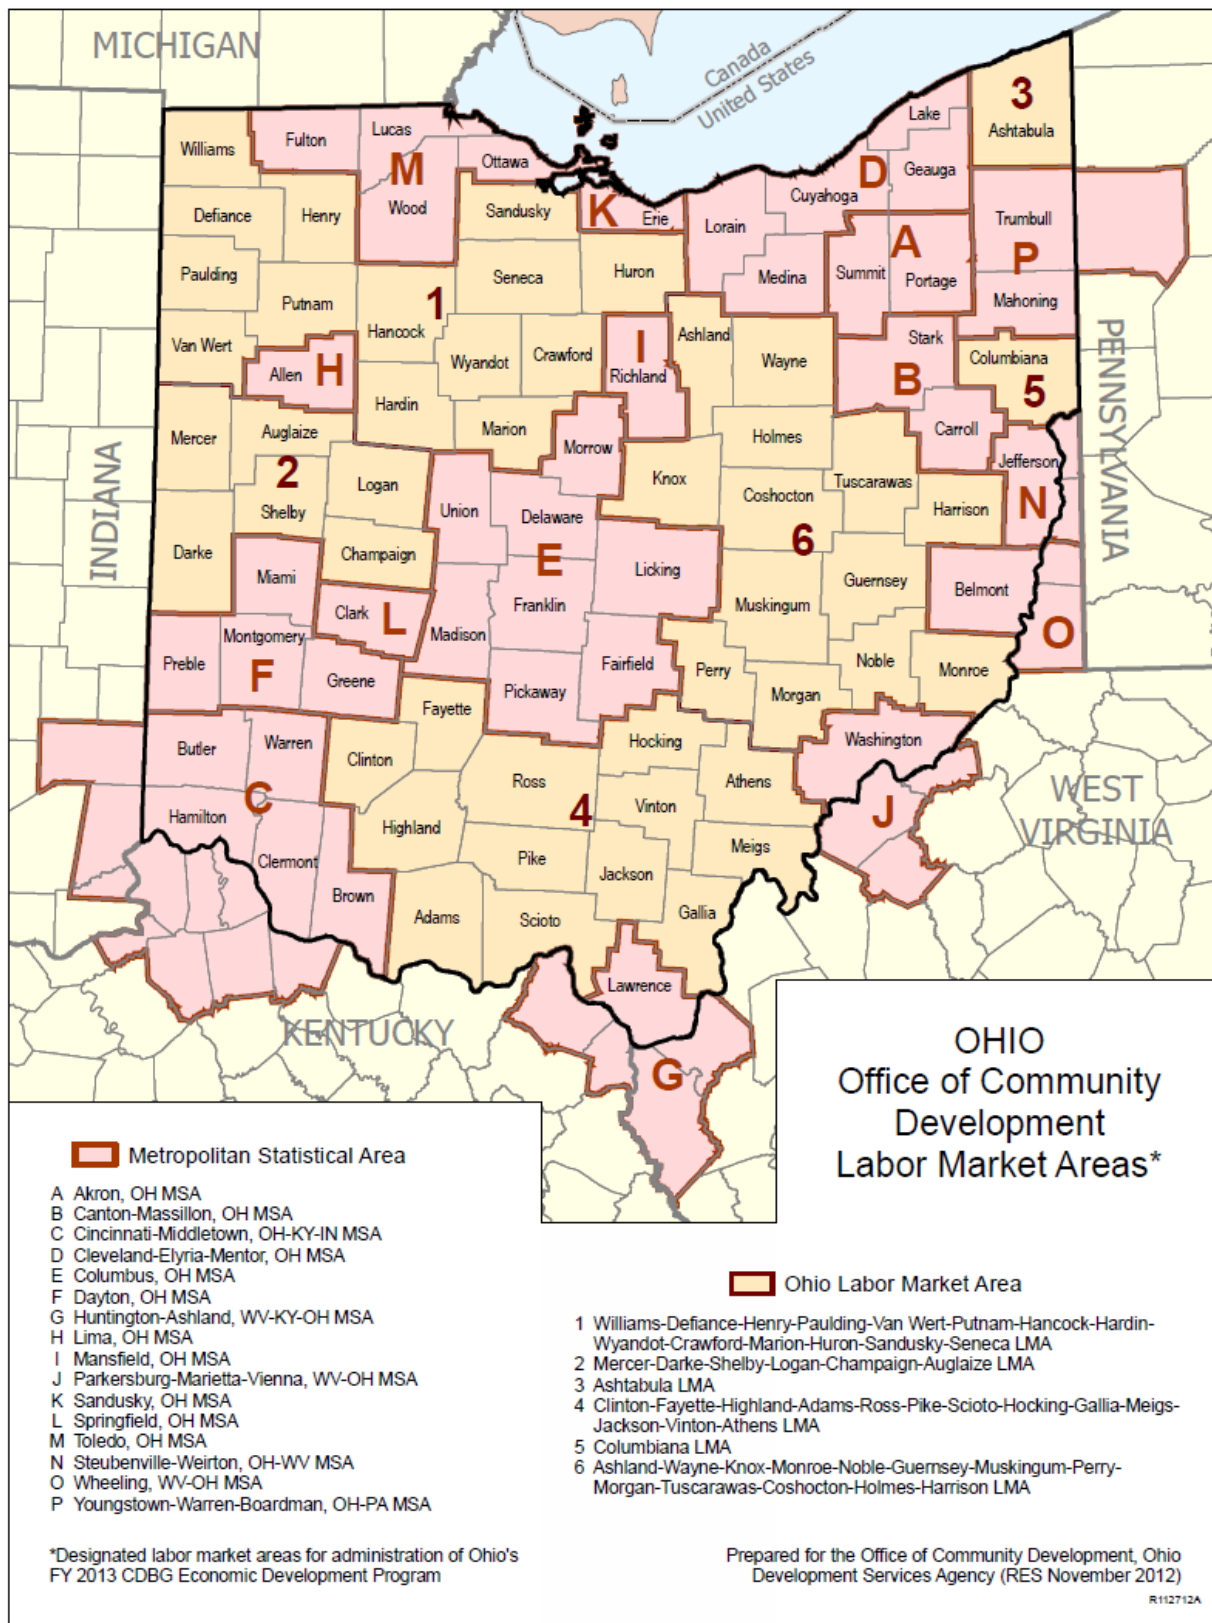 MICHIGAN
Canada
United States
3
Ashtabula
Lake
Williams
Fulton
Lucas
M
Wood
Ottawa
K
Erie
D
Cuyahoga
Geauga
Defiance
Henry
Sandusky
Lorain
A
Trumbull
P
Paulding
Putnam
1
Seneca
Huron
Medina
Summit
Portage
Mahoning
Van Wert
Hancock
Wyandot
Crawford
I
Richland
Ashland
Wayne
Stark
B
Columbiana
5
PENNSYLVANIA
Allen
H
Hardin
Marion
Morrow
Holmes
Carroll
Jefferson
N
Mercer
Auglaize
2
Shelby
Logan
Union
Delaware
Knox
Coshocton
6
Tuscarawas
Harrison
INDIANA
Darke
Miami
Champaign
E
Franklin
Licking
Muskingum
Guernsey
Belmont
O
Clark
L
Madison
Montgomery
Preble
F
Greene
Pickaway
Fairfield
Perry
Morgan
Noble
Monroe
Fayette
Butler
Warren
Clinton
Hocking
Washington
C
Hamilton
Ross
4
Vinton
Athens
J
WEST
VIRGINIA
Highland
Clermont
Pike
Jackson
Meigs
Brown
Adams
Scioto
Gallia
Lawrence
KENTUCKY
G
OHIO
Office of Community
Development
Labor Market Areas*
Metropolitan Statistical Area
A Akron, OH MSA
B Canton-Massillon, OH MSA
C Cincinnati-Middletown, OH-KY-IN MSA
D Cleveland-Elyria-Mentor, OH MSA
E Columbus, OH MSA
F Dayton, OH MSA
G Huntington-Ashland, WV-KY-OH MSA
H Lima, OH MSA
I Mansfield, OH MSA
J Parkersburg-Marietta-Vienna, WV-OH MSA
K Sandusky, OH MSA
L Springfield, OH MSA
M Toledo, OH MSA
N Steubenville-Weirton, OH-WV MSA
O Wheeling, WV-OH MSA
P Youngstown-Warren-Boardman, OH-PA MSA
Ohio Labor Market Area
1 Williams-Defiance-Henry-Paulding-Van Wert-Putnam-Hancock-Hardin-
Wyandot-Crawford-Marion-Huron-Sandusky-Seneca LMA
2 Mercer-Darke-Shelby-Logan-Champaign-Auglaize LMA
3 Ashtabula LMA
4 Clinton-Fayette-Highland-Adams-Ross-Pike-Scioto-Hocking-Gallia-Meigs-
Jackson-Vinton-Athens LMA
5 Columbiana LMA
6 Ashland-Wayne-Knox-Monroe-Noble-Guernsey-Muskingum-Perry-
Morgan-Tuscarawas-Coshocton-Holmes-Harrison LMA
*Designated labor market areas for administration of Ohio's
FY 2013 CDBG Economic Development Program
Prepared for the Office of Community Development, Ohio
Development Services Agency (RES November 2012)
R112712A